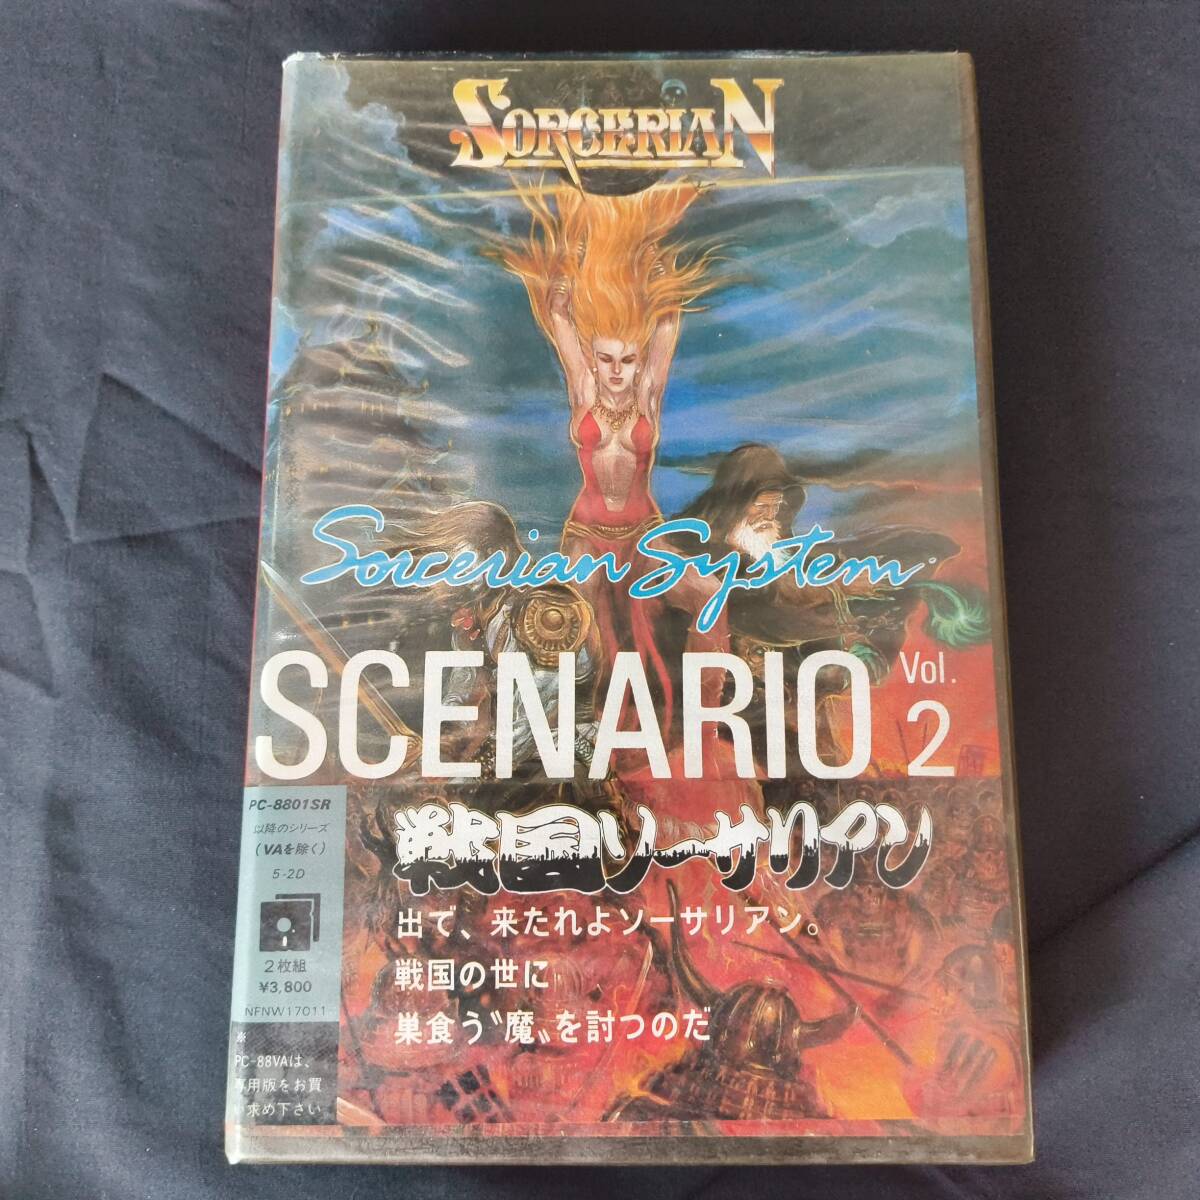 SORCERIAN
Sorcerian System
SCENARIO Vol. 2
PC-8801SR
以降のシリーズ
(VAを除く)
5-2D
2枚組
¥3,800
NFNW17011
※
PC-88VAは、
専用版をお買
い求め下さい
戦国ソーサリアン
出で、来たれよソーサリアン。
戦国の世に
巣食う〝魔〟を討つのだ